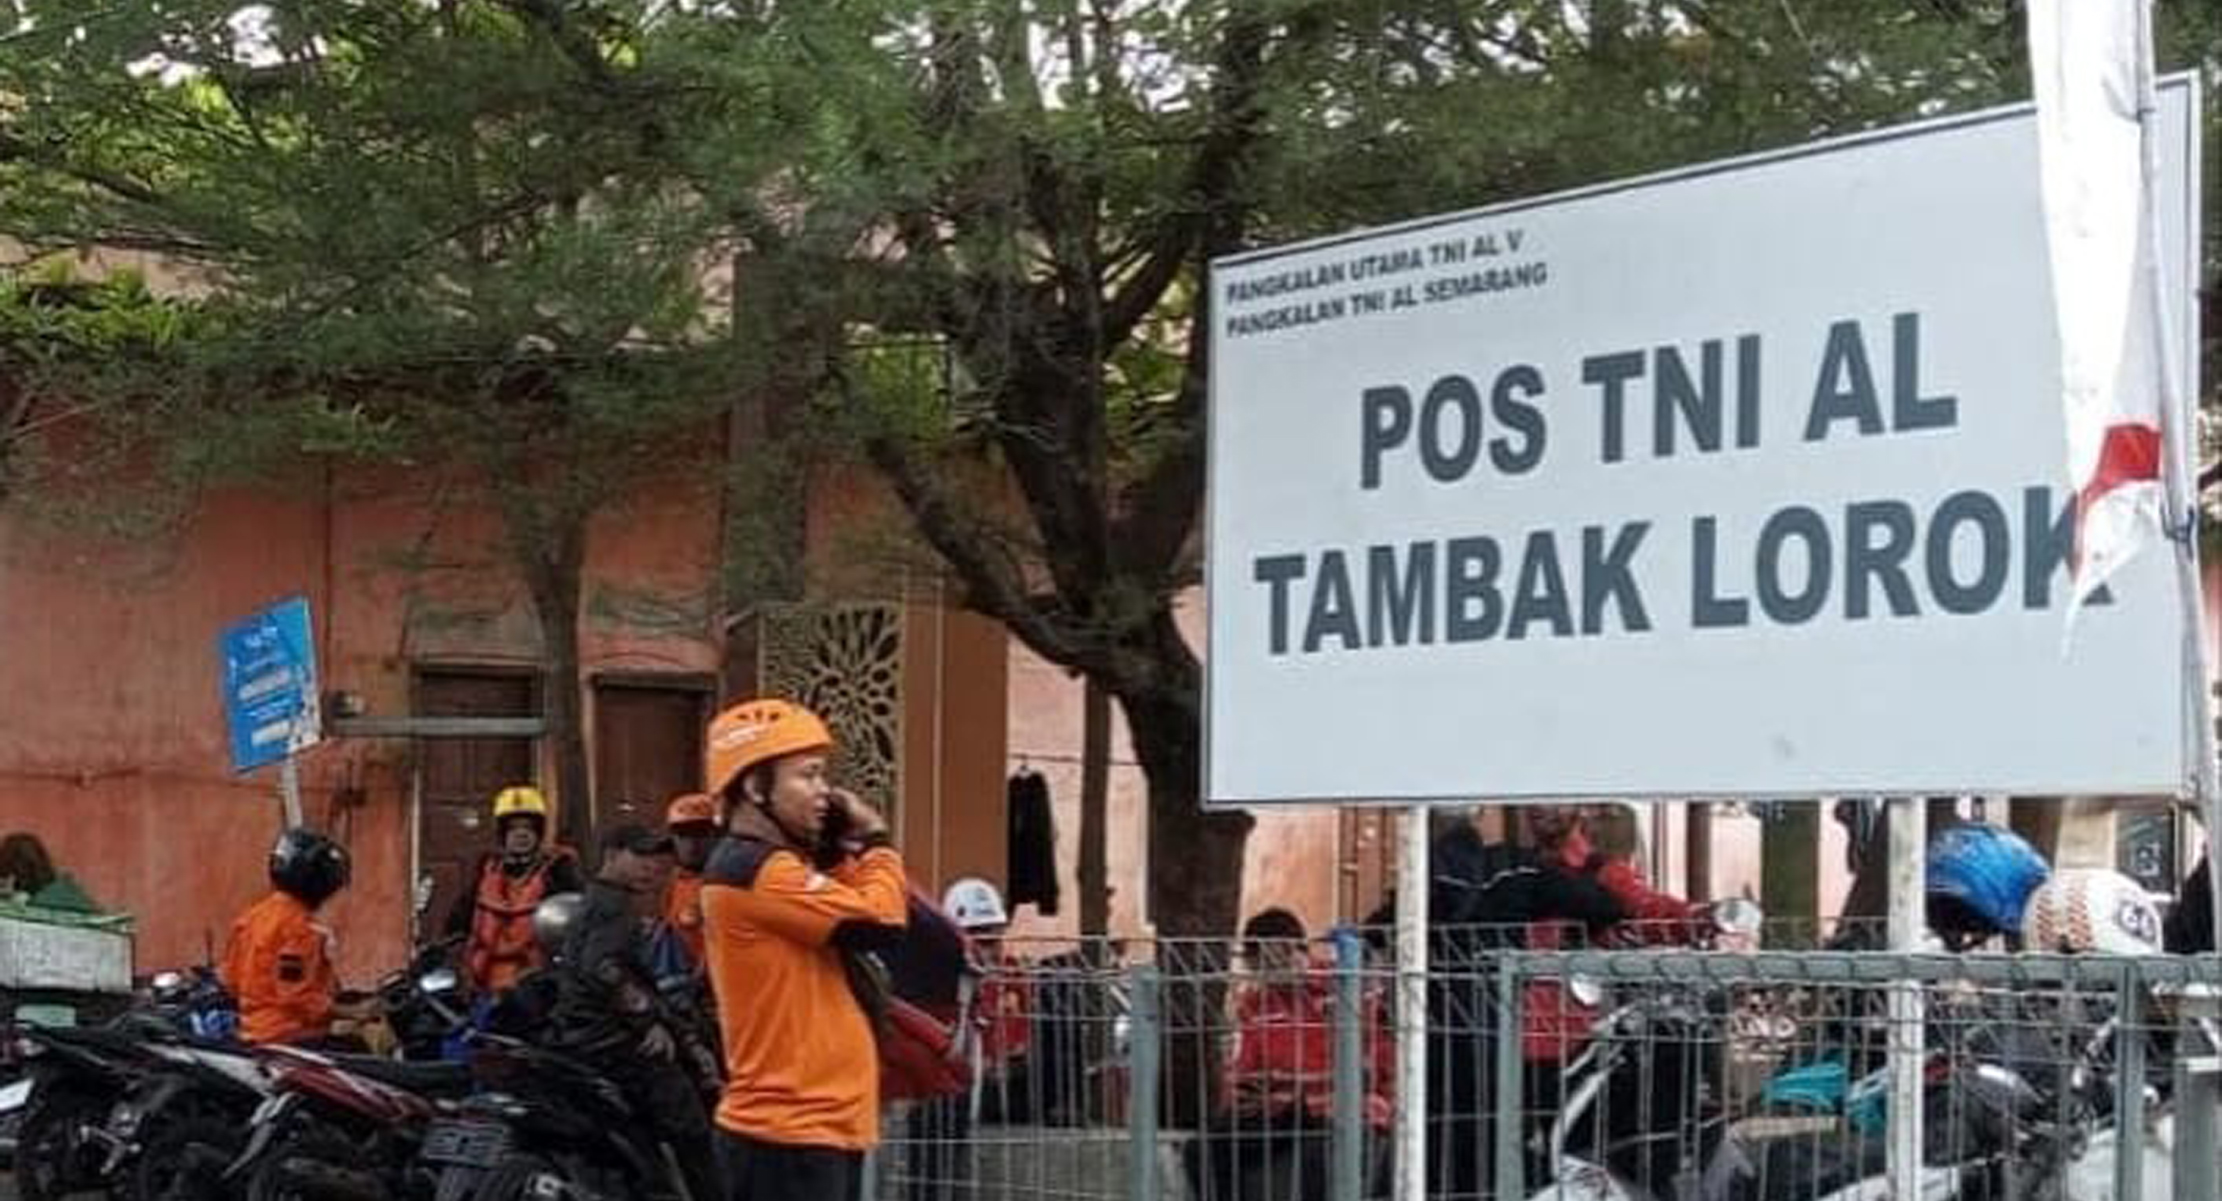 PANGKALAN UTAMA TNI AL V
PANGKALAN TNI AL SEMARANG
POS TNI AL
TAMBAK LOROK